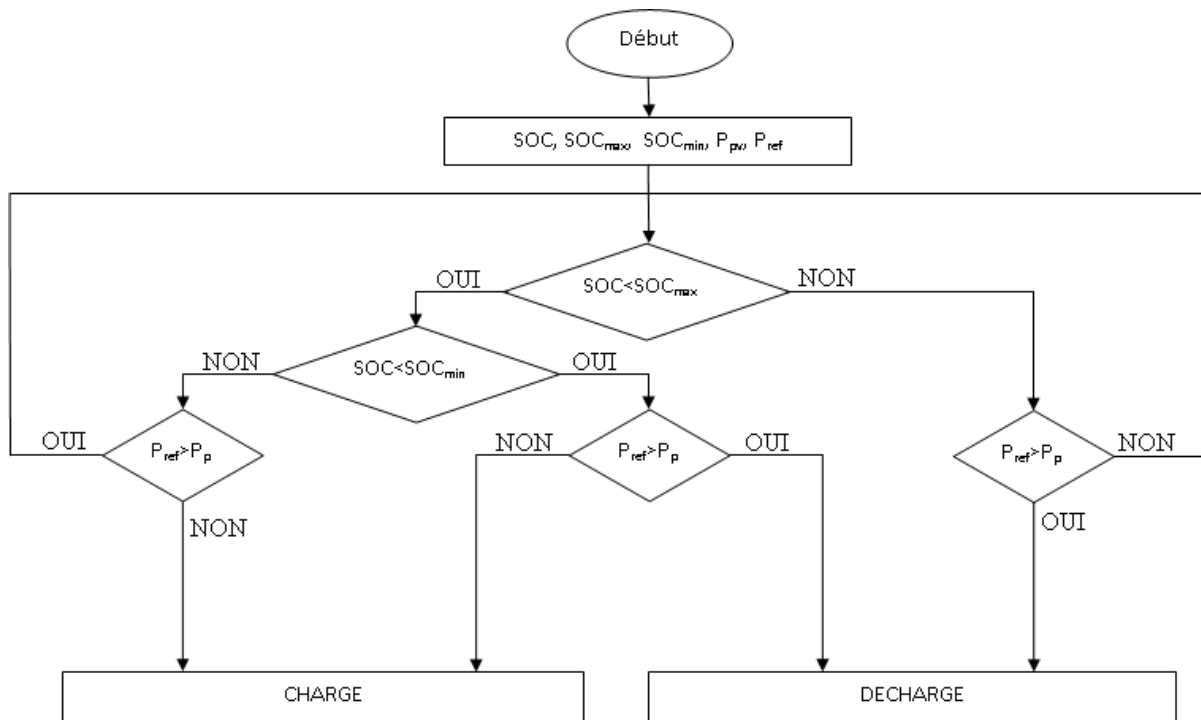 Début
SOC, SOCmax, SOCmin, Ppv, Pref
OUI
SOC<SOCmax
NON
NON
SOC<SOCmin
OUI
OUI
Pref>Pp
NON
Pref>Pp
OUI
Pref>Pp
NON
NON
OUI
CHARGE
DECHARGE